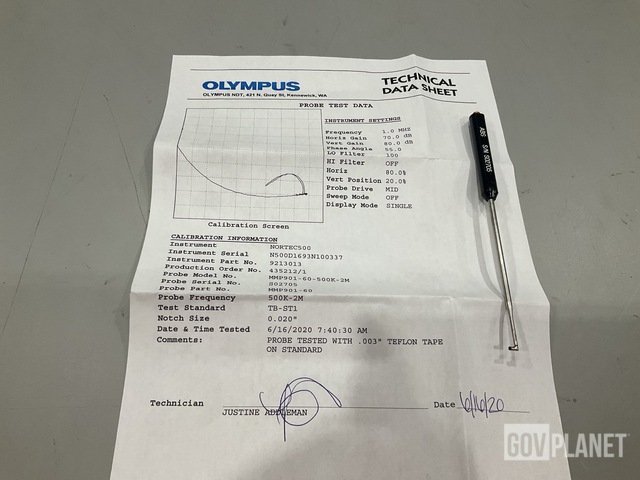 OLYMPUS
TECHNICAL
DATA SHEET
OLYMPUS NDT, 421 N. Quay St, Kennewick, WA
PROBE TEST DATA
INSTRUMENT SETTINGS
Frequency 1.0 MHZ
Horiz Gain 70.0 dB
Vert Gain 80.0 dB
Phase Angle 55.0
LO Filter 100
HI Filter OFF
Horiz 80.0%
Vert Position 20.0%
Probe Drive MID
Sweep Mode OFF
Display Mode SINGLE
Calibration Screen
CALIBRATION INFORMATION
Instrument NORTEC500
Instrument Serial N500D1693N100337
Instrument Part No. 9213013
Production Order No. 435212/1
Probe Model No. MMP901-60-500K-2M
Probe Serial No. S02705
Probe Part No. MMP901-60
Probe Frequency 500K-2M
Test Standard TB-ST1
Notch Size 0.020"
Date & Time Tested 6/16/2020 7:40:30 AM
Comments: PROBE TESTED WITH .003" TEFLON TAPE
ON STANDARD
Technician
JUSTINE ADDLEMAN
Date 6/16/20
ABS
S/N S02705
GOVPLANET